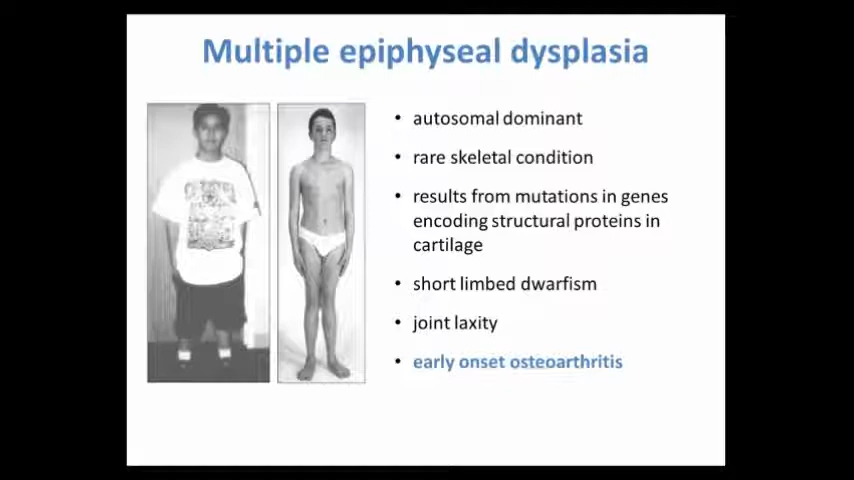 Multiple epiphyseal dysplasia
• autosomal dominant
• rare skeletal condition
• results from mutations in genes
encoding structural proteins in
cartilage
• short limbed dwarfism
• joint laxity
• early onset osteoarthritis